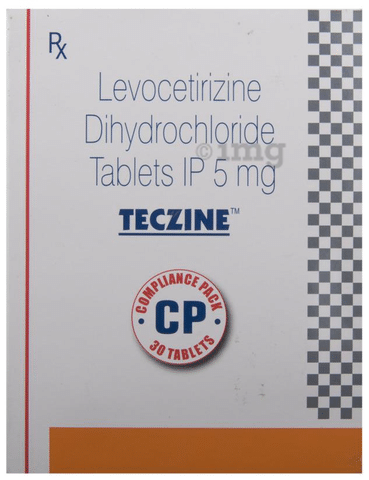 Rx
Levocetirizine
Dihydrochloride
Tablets IP 5 mg
©1mg
TECZINE™
COMPLIANCE PACK
CP
30 TABLETS